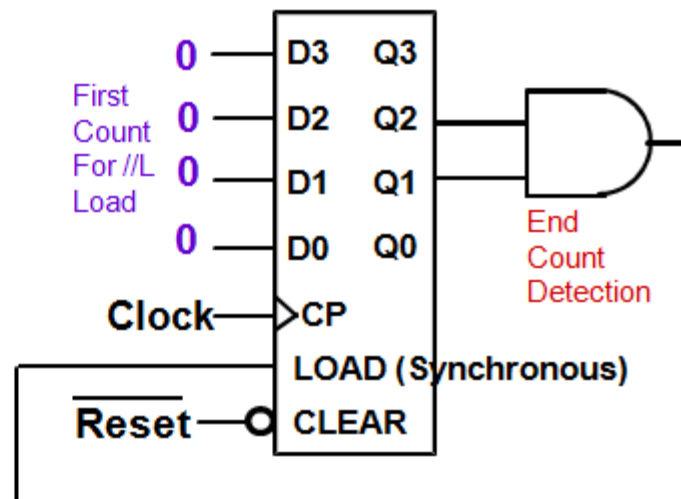 0 D3 Q3
First
Count
For //L
Load
0 D2 Q2
0 D1 Q1
0 D0 Q0
End
Count
Detection
Clock CP
LOAD (Synchronous)
Reset CLEAR